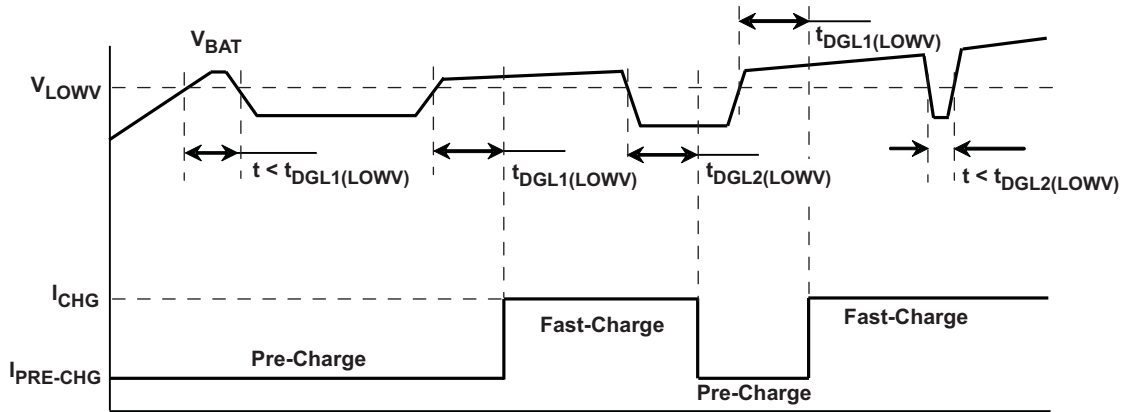 t_DGL1(LOWV)
V_BAT
V_LOWV
t < t_DGL1(LOWV)
t_DGL1(LOWV)
t_DGL2(LOWV)
t < t_DGL2(LOWV)
I_CHG
Fast-Charge
Fast-Charge
Pre-Charge
I_PRE-CHG
Pre-Charge